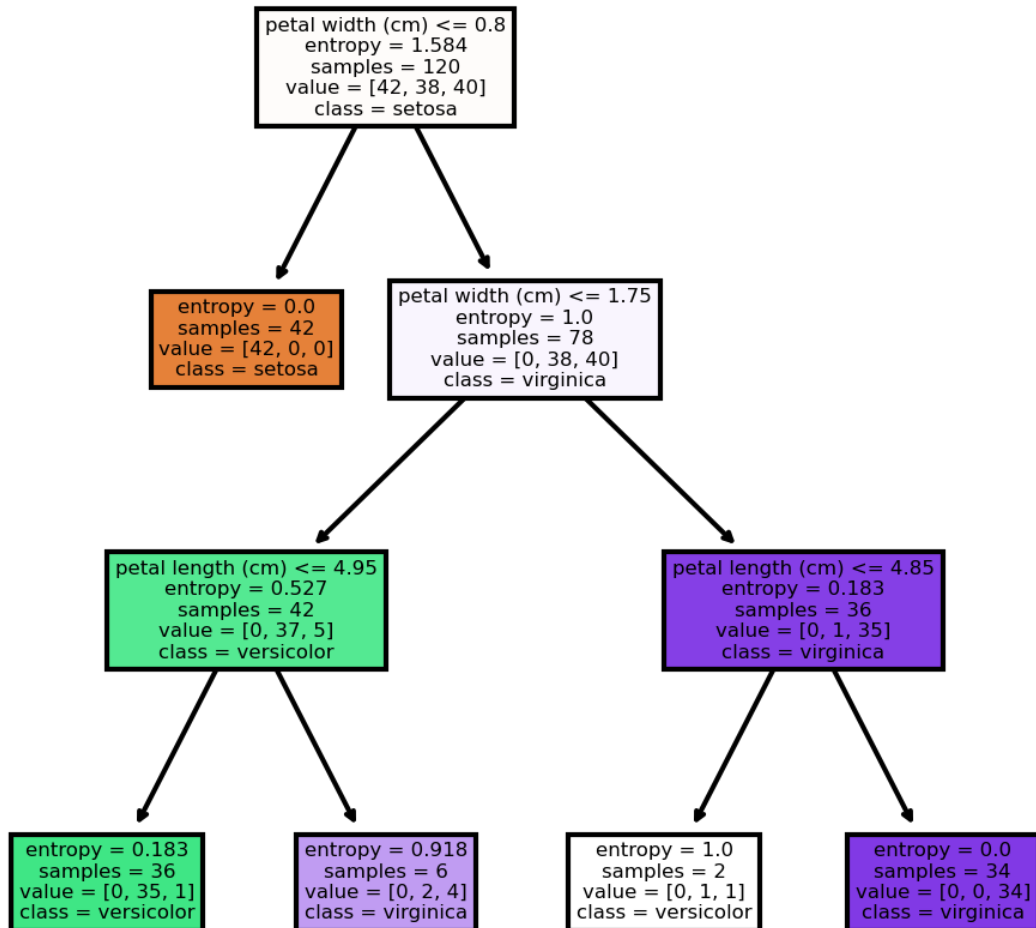 petal width (cm) <= 0.8
entropy = 1.584
samples = 120
value = [42, 38, 40]
class = setosa
entropy = 0.0
samples = 42
value = [42, 0, 0]
class = setosa
petal width (cm) <= 1.75
entropy = 1.0
samples = 78
value = [0, 38, 40]
class = virginica
petal length (cm) <= 4.95
entropy = 0.527
samples = 42
value = [0, 37, 5]
class = versicolor
petal length (cm) <= 4.85
entropy = 0.183
samples = 36
value = [0, 1, 35]
class = virginica
entropy = 0.183
samples = 36
value = [0, 35, 1]
class = versicolor
entropy = 0.918
samples = 6
value = [0, 2, 4]
class = virginica
entropy = 1.0
samples = 2
value = [0, 1, 1]
class = versicolor
entropy = 0.0
samples = 34
value = [0, 0, 34]
class = virginica